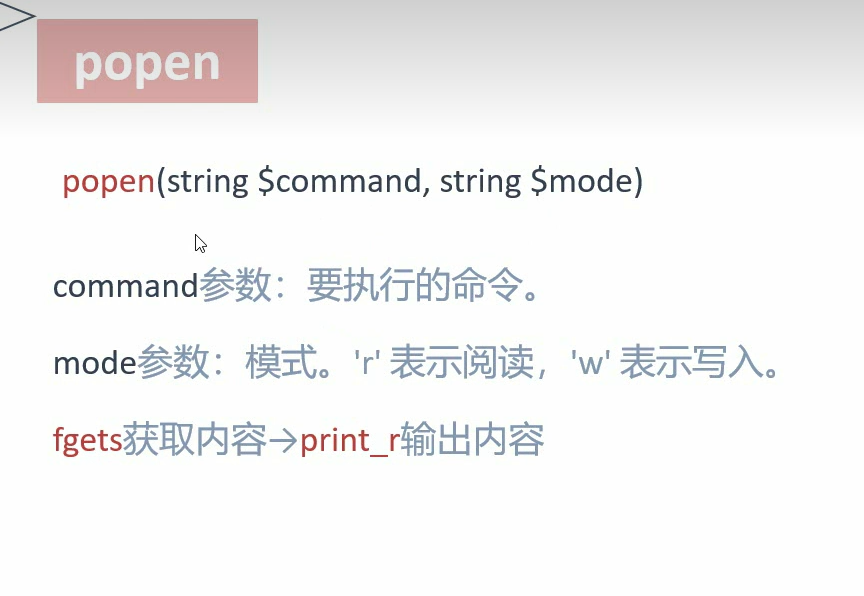 popen
popen(string $command, string $mode)
command参数：要执行的命令。
mode参数：模式。'r' 表示阅读，'w' 表示写入。
fgets获取内容→print_r输出内容